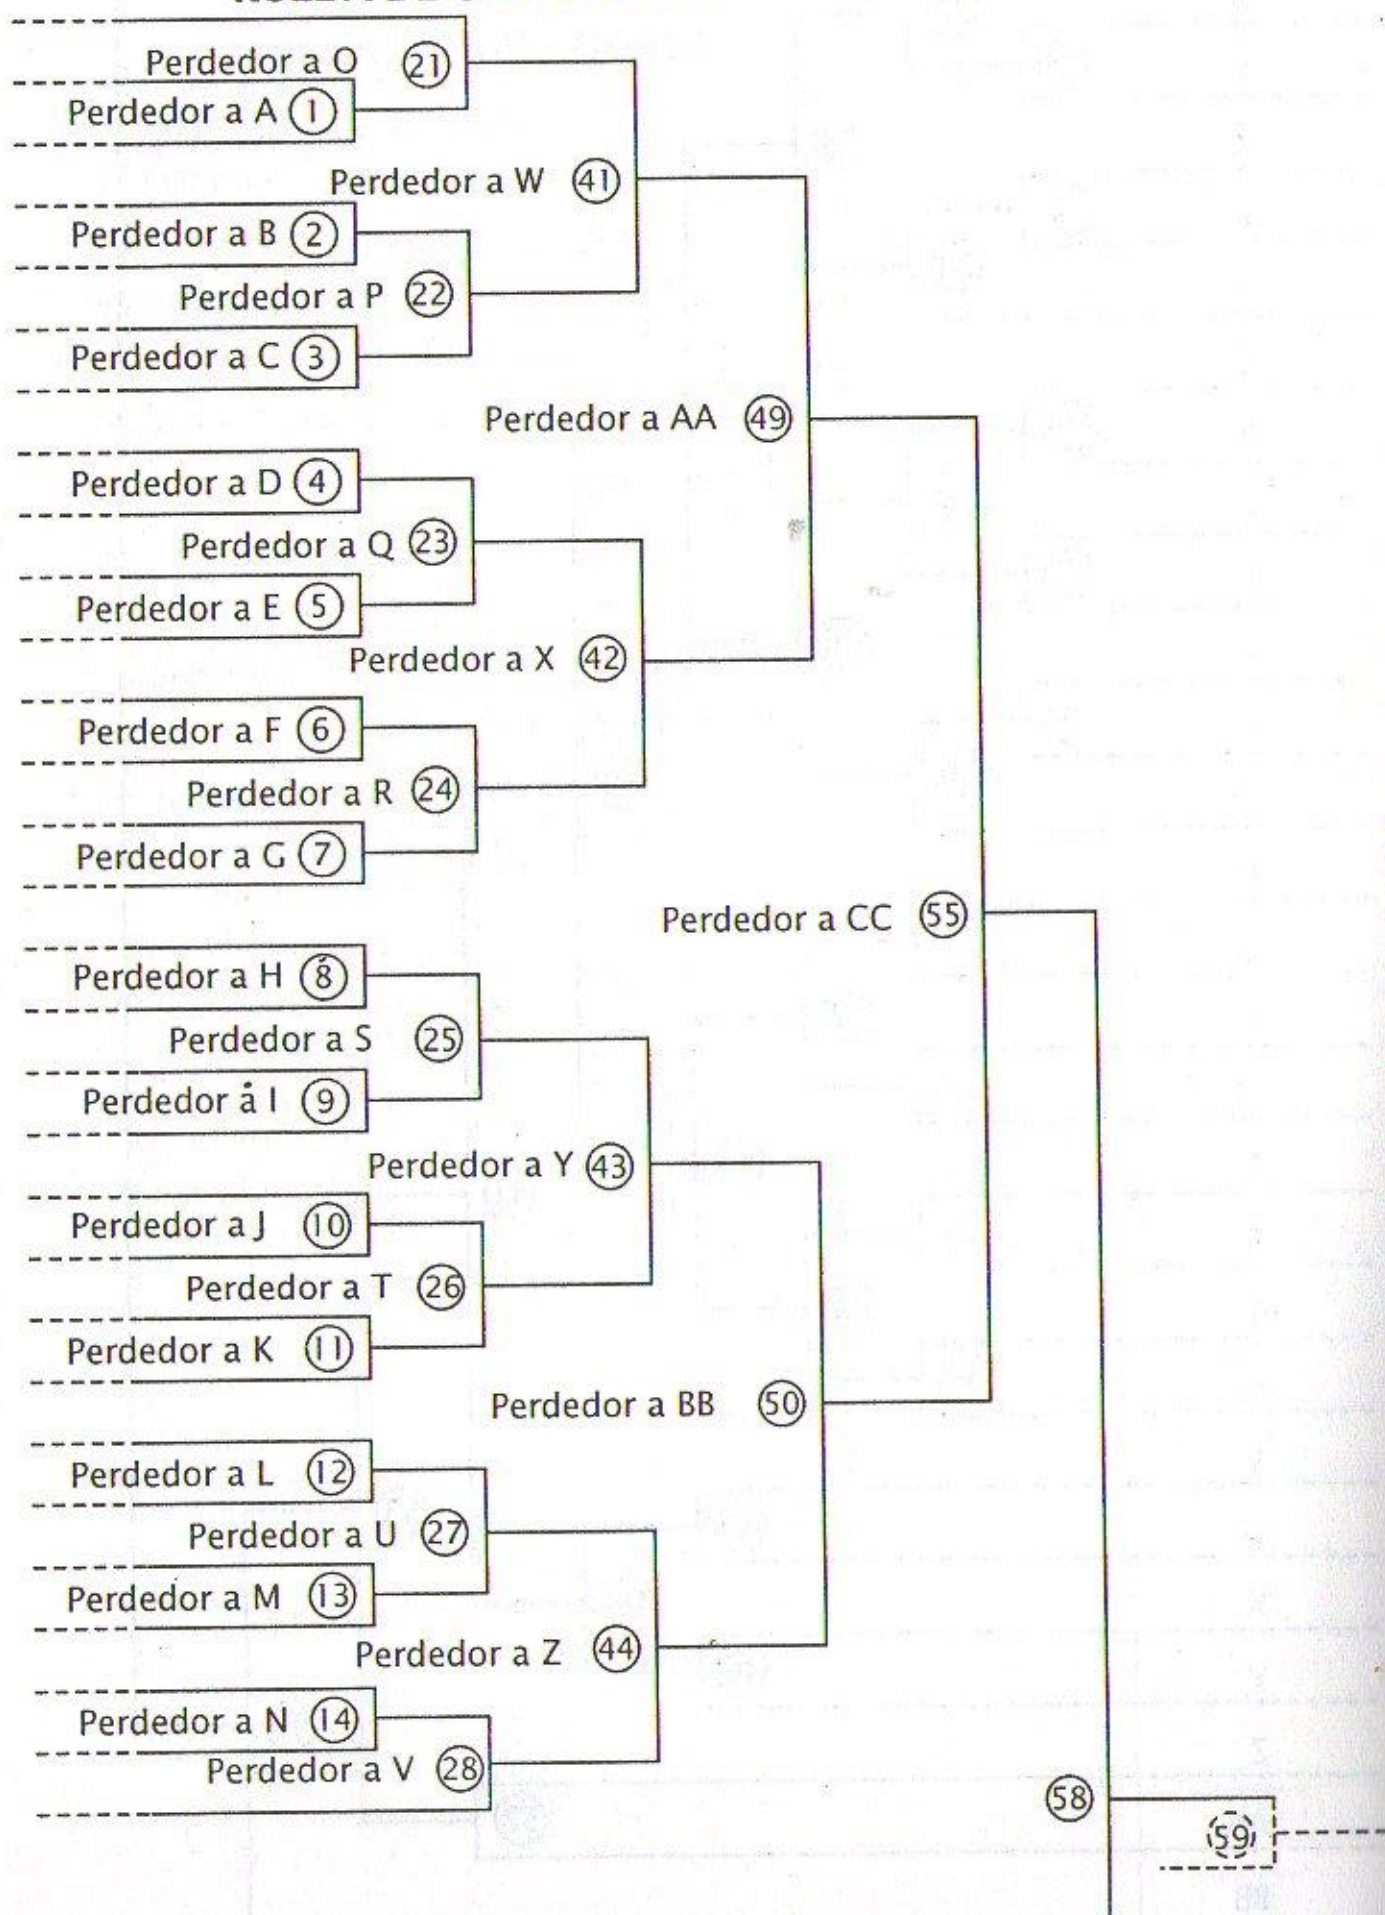 Perdedor a O 21
Perdedor a A 1
Perdedor a W 41
Perdedor a B 2
Perdedor a P 22
Perdedor a C 3
Perdedor a AA 49
Perdedor a D 4
Perdedor a Q 23
Perdedor a E 5
Perdedor a X 42
Perdedor a F 6
Perdedor a R 24
Perdedor a G 7
Perdedor a CC 55
Perdedor a H 8
Perdedor a S 25
Perdedor a I 9
Perdedor a Y 43
Perdedor a J 10
Perdedor a T 26
Perdedor a K 11
Perdedor a BB 50
Perdedor a L 12
Perdedor a U 27
Perdedor a M 13
Perdedor a Z 44
Perdedor a N 14
Perdedor a V 28
58
59